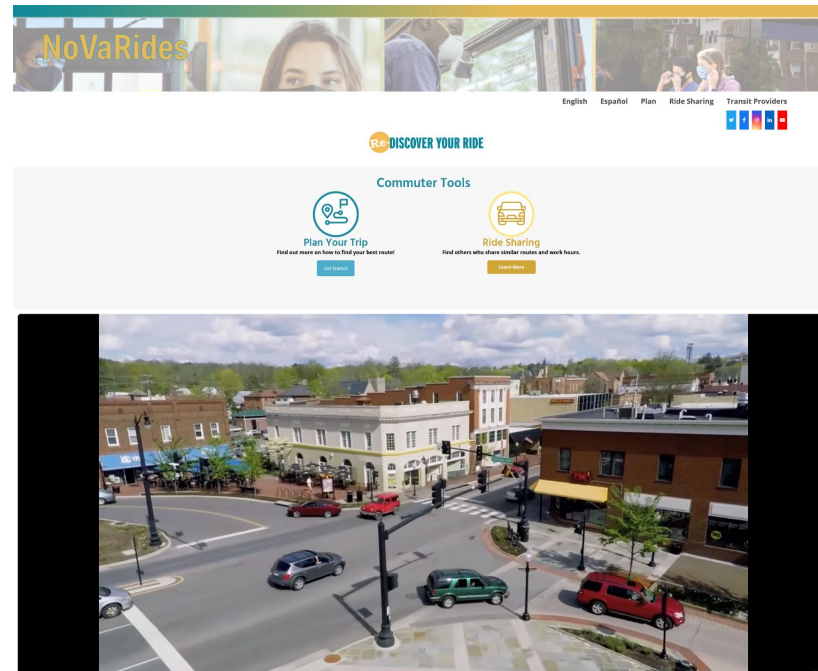 NoVaRides
English Español Plan Ride Sharing Transit Providers
Re-DISCOVER YOUR RIDE
Commuter Tools
Plan Your Trip
Find out more on how to find your best route!
Get Started
Ride Sharing
Find others who share similar routes and work hours.
Learn More